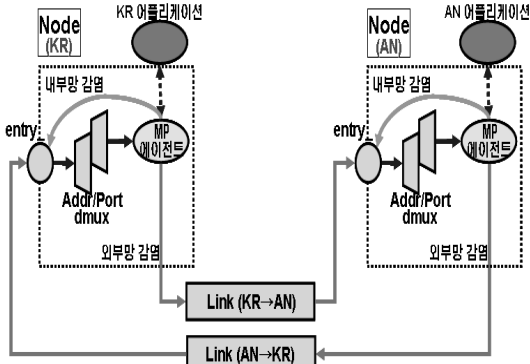 Node
(KR)
KR 어플리케이션
내부망 감염
entry
MP
에이전트
Addr/Port
dmux
외부망 감염
Node
(AN)
AN 어플리케이션
내부망 감염
entry
MP
에이전트
Addr/Port
dmux
외부망 감염
Link (KR→AN)
Link (AN→KR)